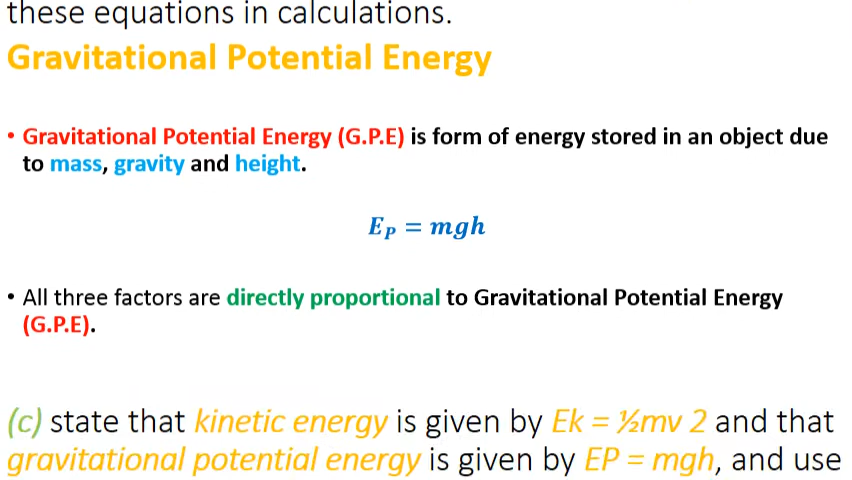 these equations in calculations.
Gravitational Potential Energy
• Gravitational Potential Energy (G.P.E) is form of energy stored in an object due
to mass, gravity and height.
E_P = mgh
• All three factors are directly proportional to Gravitational Potential Energy
(G.P.E).
(c) state that kinetic energy is given by Ek = ½mv 2 and that
gravitational potential energy is given by EP = mgh, and use